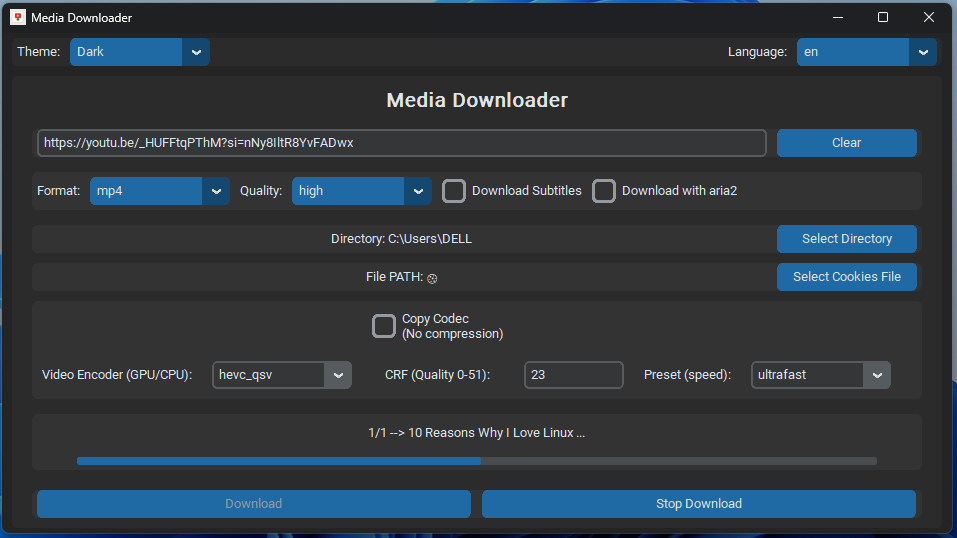 Media Downloader
Theme: Dark Language: en
Media Downloader
https://youtu.be/_HUFFtqPThM?si=nNy8IltR8YvFADwx Clear
Format: mp4 Quality: high Download Subtitles Download with aria2
Directory: C:\Users\DELL Select Directory
File PATH: Select Cookies File
Copy Codec
(No compression)
Video Encoder (GPU/CPU): hevc_qsv CRF (Quality 0-51): 23 Preset (speed): ultrafast
1/1 --> 10 Reasons Why I Love Linux ...
Download Stop Download